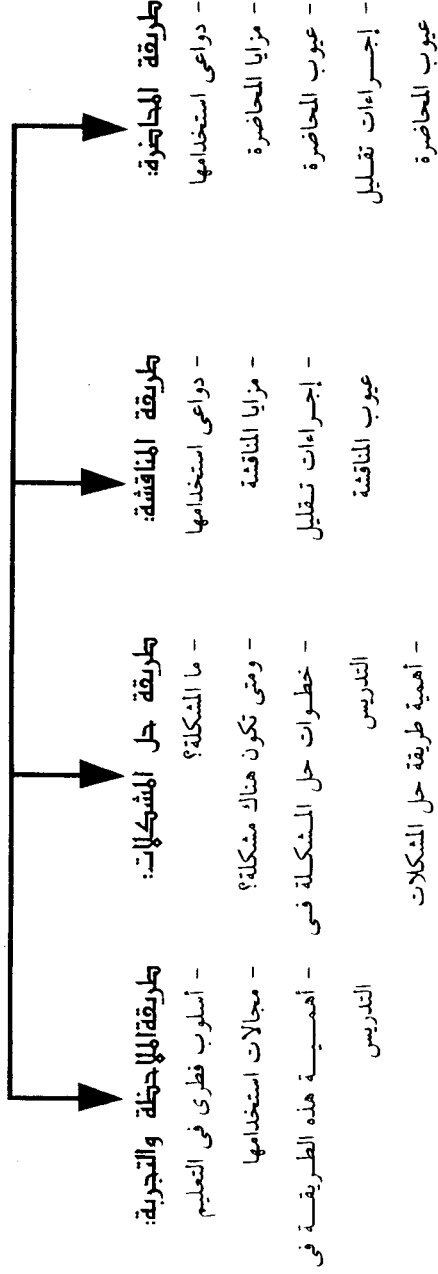 طريقة المحاضرة:
- دواعى استخدامها
- مزايا المحاضرة
- عيوب المحاضرة
- إجراءات تقليل
عيوب المحاضرة
طريقة المناقشة:
- دواعى استخدامها
- مزايا المناقشة
- إجراءات تقليل
عيوب المناقشة
طريقة حل المشكلات:
- ما المشكلة؟
- ومتى تكون هناك مشكلة؟
- خطوات حل المشكلة فى
التدريس
- أهمية طريقة حل المشكلات
طريقة الملاحظة والتجربة:
- أسلوب فطرى فى التعليم
- مجالات استخدامها
- أهمية هذه الطريقة فى
التدريس